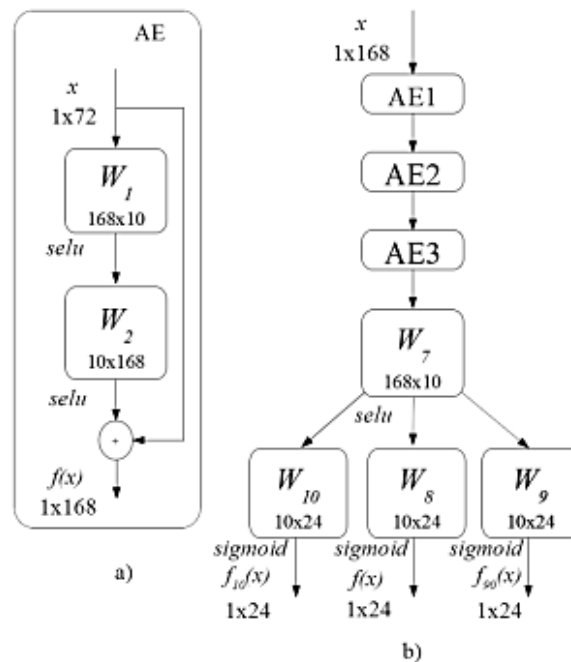 AE
x
1x72
W1
168x10
selu
W2
10x168
selu
+
f(x)
1x168
a)
x
1x168
AE1
AE2
AE3
W7
168x10
selu
W10
10x24
W8
10x24
W9
10x24
sigmoid
sigmoid
sigmoid
f10(x)
f(x)
f90(x)
1x24
1x24
1x24
b)